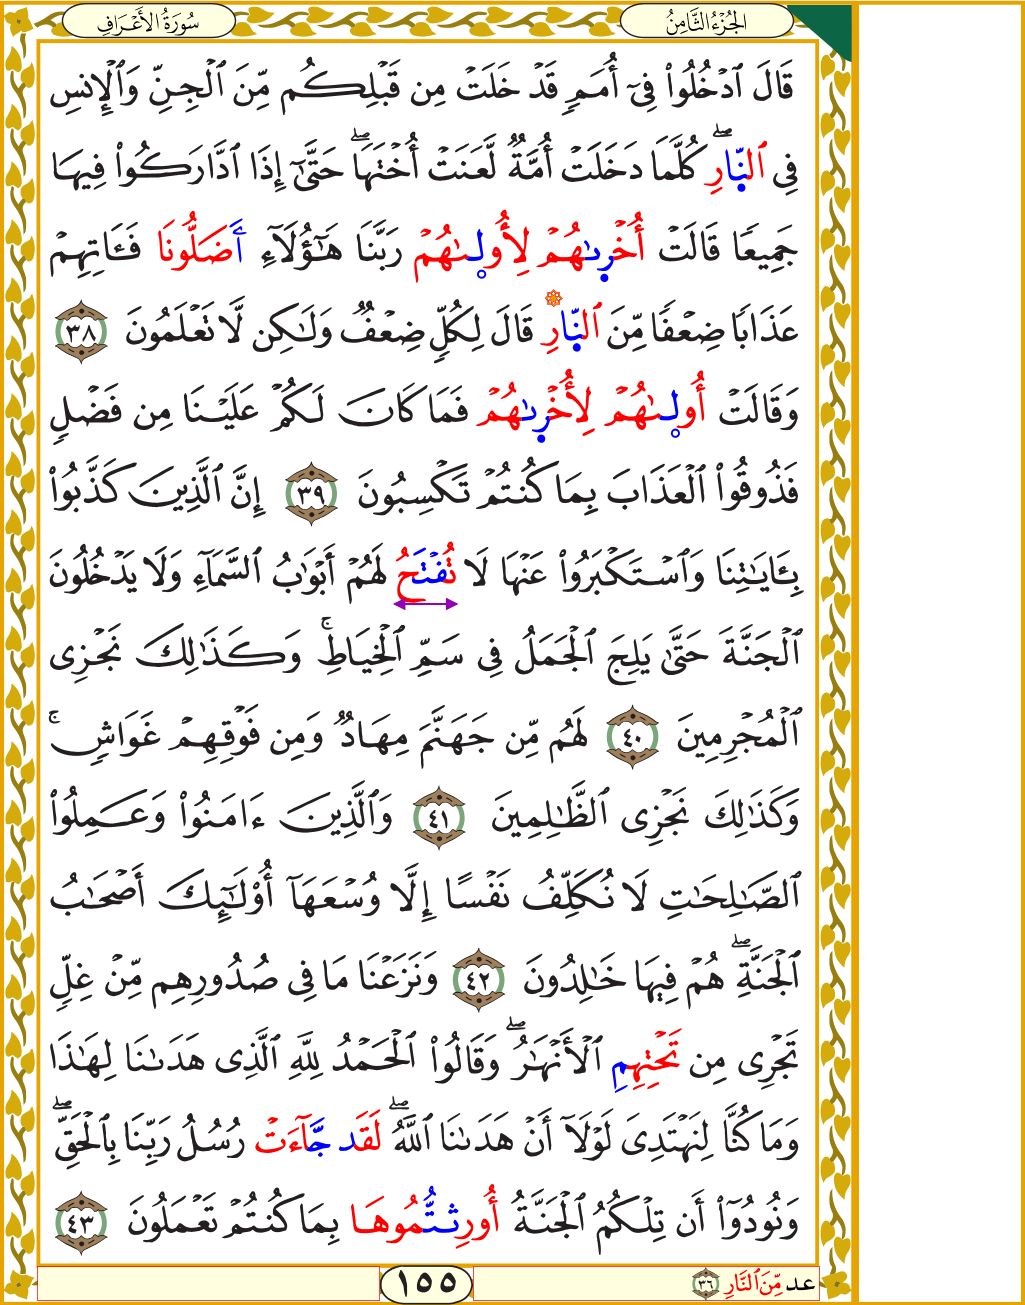 الجُزْءُ الثَّامِنُ
سُورَةُ الأَعْرَافِ
قَالَ ٱدْخُلُوا۟ فِىٓ أُمَمٍۢ قَدْ خَلَتْ مِن قَبْلِكُم مِّنَ ٱلْجِنِّ وَٱلْإِنسِ
فِى ٱلنَّارِۖ كُلَّمَا دَخَلَتْ أُمَّةٌۭ لَّعَنَتْ أُخْتَهَاۖ حَتَّىٰٓ إِذَا ٱدَّارَكُوا۟ فِيهَا
جَمِيعًۭا قَالَتْ أُخْرٜىٰهُمْ لِأُولٜىٰهُمْ رَبَّنَا هَـٰٓؤُلَآءِ أَضَلُّونَا فَـَٔاتِهِمْ
عَذَابًۭا ضِعْفًۭا مِّنَ ٱلنَّارِ قَالَ لِكُلٍّۢ ضِعْفٌۭ وَلَـٰكِن لَّا تَعْلَمُونَ ٣٨
وَقَالَتْ أُولٜىٰهُمْ لِأُخْرٜىٰهُمْ فَمَا كَانَ لَكُمْ عَلَيْنَا مِن فَضْلٍۢ
فَذُوقُوا۟ ٱلْعَذَابَ بِمَا كُنتُمْ تَكْسِبُونَ ٣٩ إِنَّ ٱلَّذِينَ كَذَّبُوا۟
بِـَٔايَـٰتِنَا وَٱسْتَكْبَرُوا۟ عَنْهَا لَا تُفْتَحُ لَهُمْ أَبْوَٰبُ ٱلسَّمَآءِ وَلَا يَدْخُلُونَ
ٱلْجَنَّةَ حَتَّىٰ يَلِجَ ٱلْجَمَلُ فِى سَمِّ ٱلْخِيَاطِۚ وَكَذَٰلِكَ نَجْزِى
ٱلْمُجْرِمِينَ ٤٠ لَهُم مِّن جَهَنَّمَ مِهَادٌۭ وَمِن فَوْقِهِمْ غَوَاشٍۢۚ
وَكَذَٰلِكَ نَجْزِى ٱلظَّـٰلِمِينَ ٤١ وَٱلَّذِينَ ءَامَنُوا۟ وَعَمِلُوا۟
ٱلصَّـٰلِحَـٰتِ لَا نُكَلِّفُ نَفْسًا إِلَّا وُسْعَهَآ أُو۟لَـٰٓئِكَ أَصْحَـٰبُ
ٱلْجَنَّةِۖ هُمْ فِيهَا خَـٰلِدُونَ ٤٢ وَنَزَعْنَا مَا فِى صُدُورِهِم مِّنْ غِلٍّۢ
تَجْرِى مِن تَحْتِهِمِ ٱلْأَنْهَـٰرُۖ وَقَالُوا۟ ٱلْحَمْدُ لِلَّهِ ٱلَّذِى هَدَىٰنَا لِهَـٰذَا
وَمَا كُنَّا لِنَهْتَدِىَ لَوْلَآ أَنْ هَدَىٰنَا ٱللَّهُۖ لَقَد جَّآءَتْ رُسُلُ رَبِّنَا بِٱلْحَقِّۖ
وَنُودُوٓا۟ أَن تِلْكُمُ ٱلْجَنَّةُ أُورِثتُّمُوهَا بِمَا كُنتُمْ تَعْمَلُونَ ٤٣
عد مِّنَ ٱلنَّارِ ٣٦
١٥٥